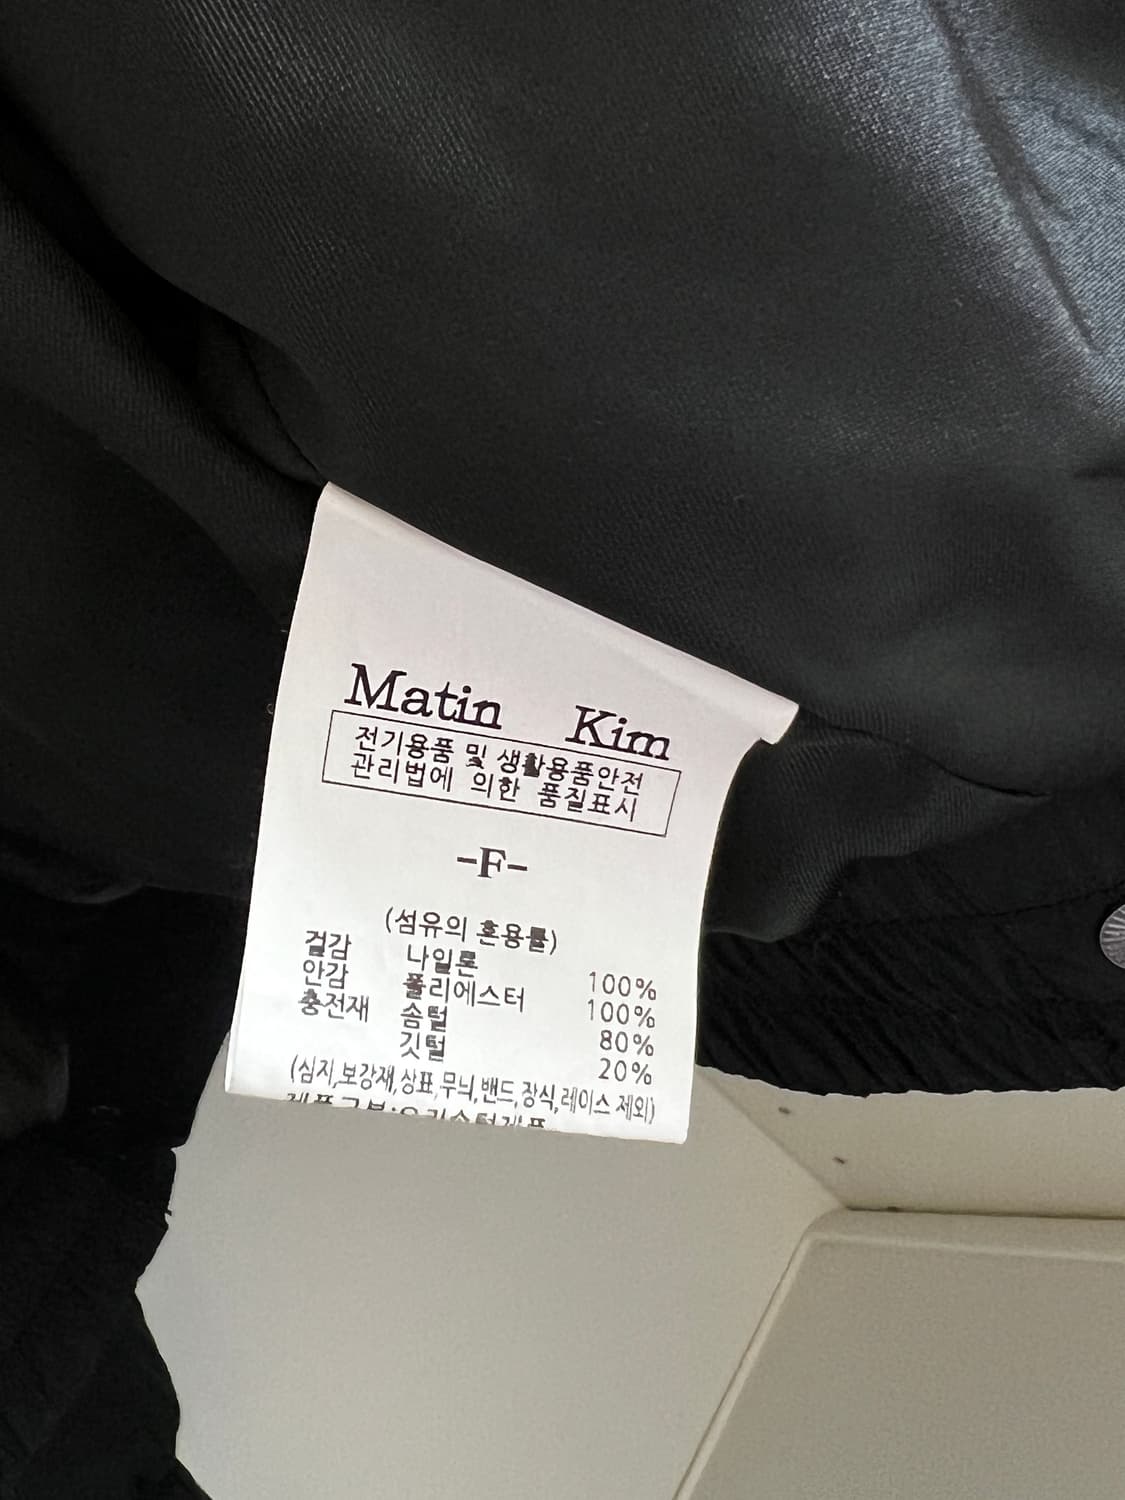 Matin Kim
전기용품 및 생활용품안전
관리법에 의한 품질표시
-F-
(섬유의 혼용률)
겉감 나일론 100%
안감 폴리에스터 100%
충전재 솜털 80%
깃털 20%
(심지,보강재,상표,무늬,밴드,장식,레이스 제외)